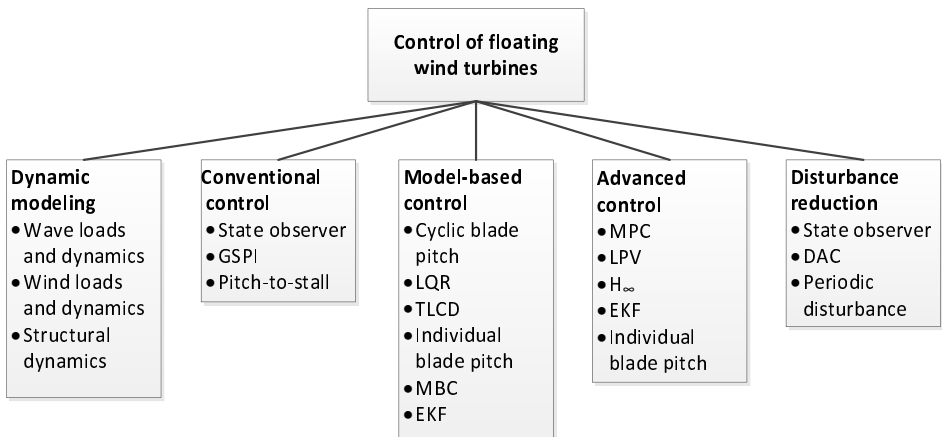 Control of floating
wind turbines
Dynamic
modeling
•Wave loads
and dynamics
•Wind loads
and dynamics
•Structural
dynamics
Conventional
control
•State observer
•GSPI
•Pitch-to-stall
Model-based
control
•Cyclic blade
pitch
•LQR
•TLCD
•Individual
blade pitch
•MBC
•EKF
Advanced
control
•MPC
•LPV
•H∞
•EKF
•Individual
blade pitch
Disturbance
reduction
•State observer
•DAC
•Periodic
disturbance